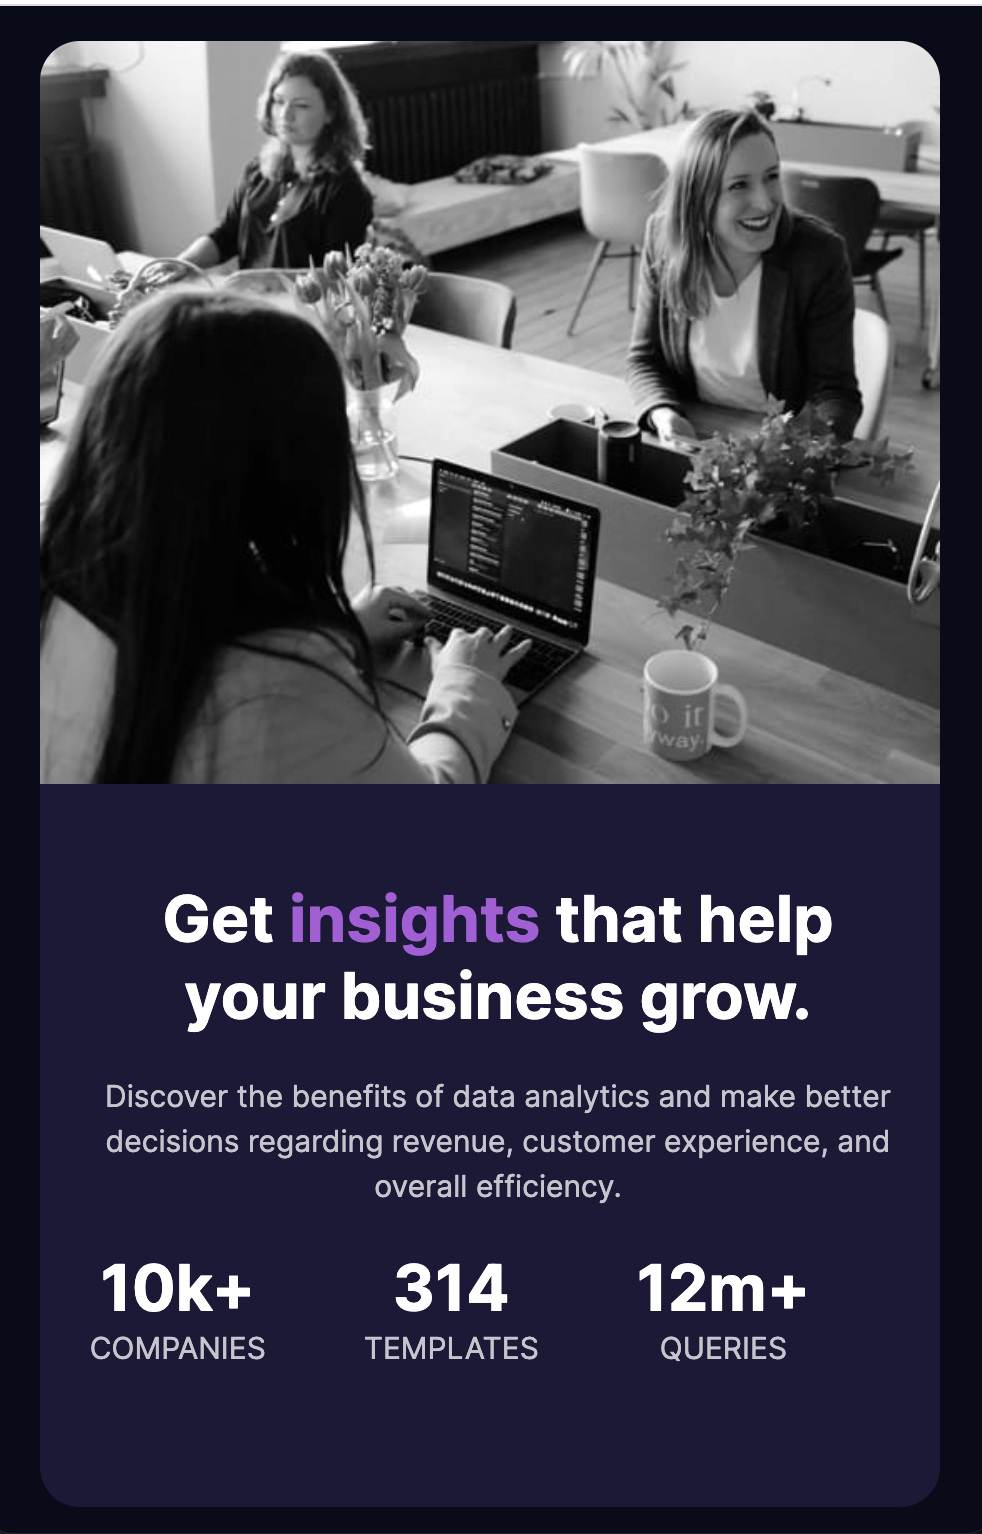 Get insights that help
your business grow.
Discover the benefits of data analytics and make better
decisions regarding revenue, customer experience, and
overall efficiency.
10k+ 314 12m+
COMPANIES TEMPLATES QUERIES